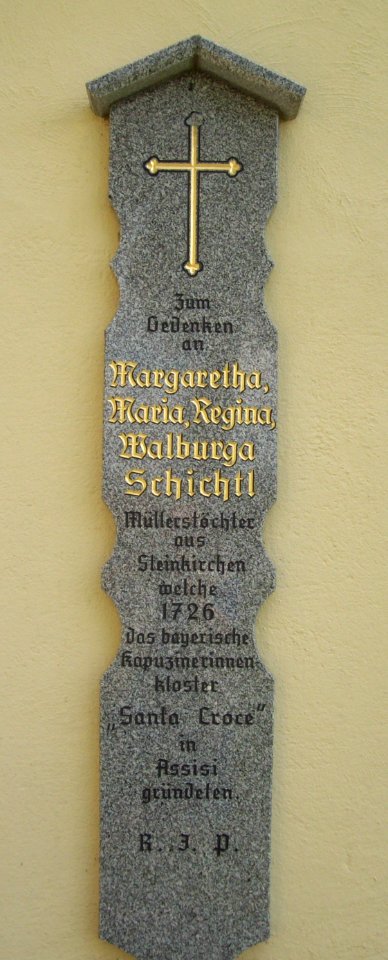 Zum
Gedenken
an
Margaretha,
Maria, Regina,
Walburga
Schichtl
Müllerstöchter
aus
Steinkirchen
welche
1726
das bayerische
Kapuzinerinnen-
kloster
„Santa Croce"
in
Assisi
gründeten.
R. I. P.